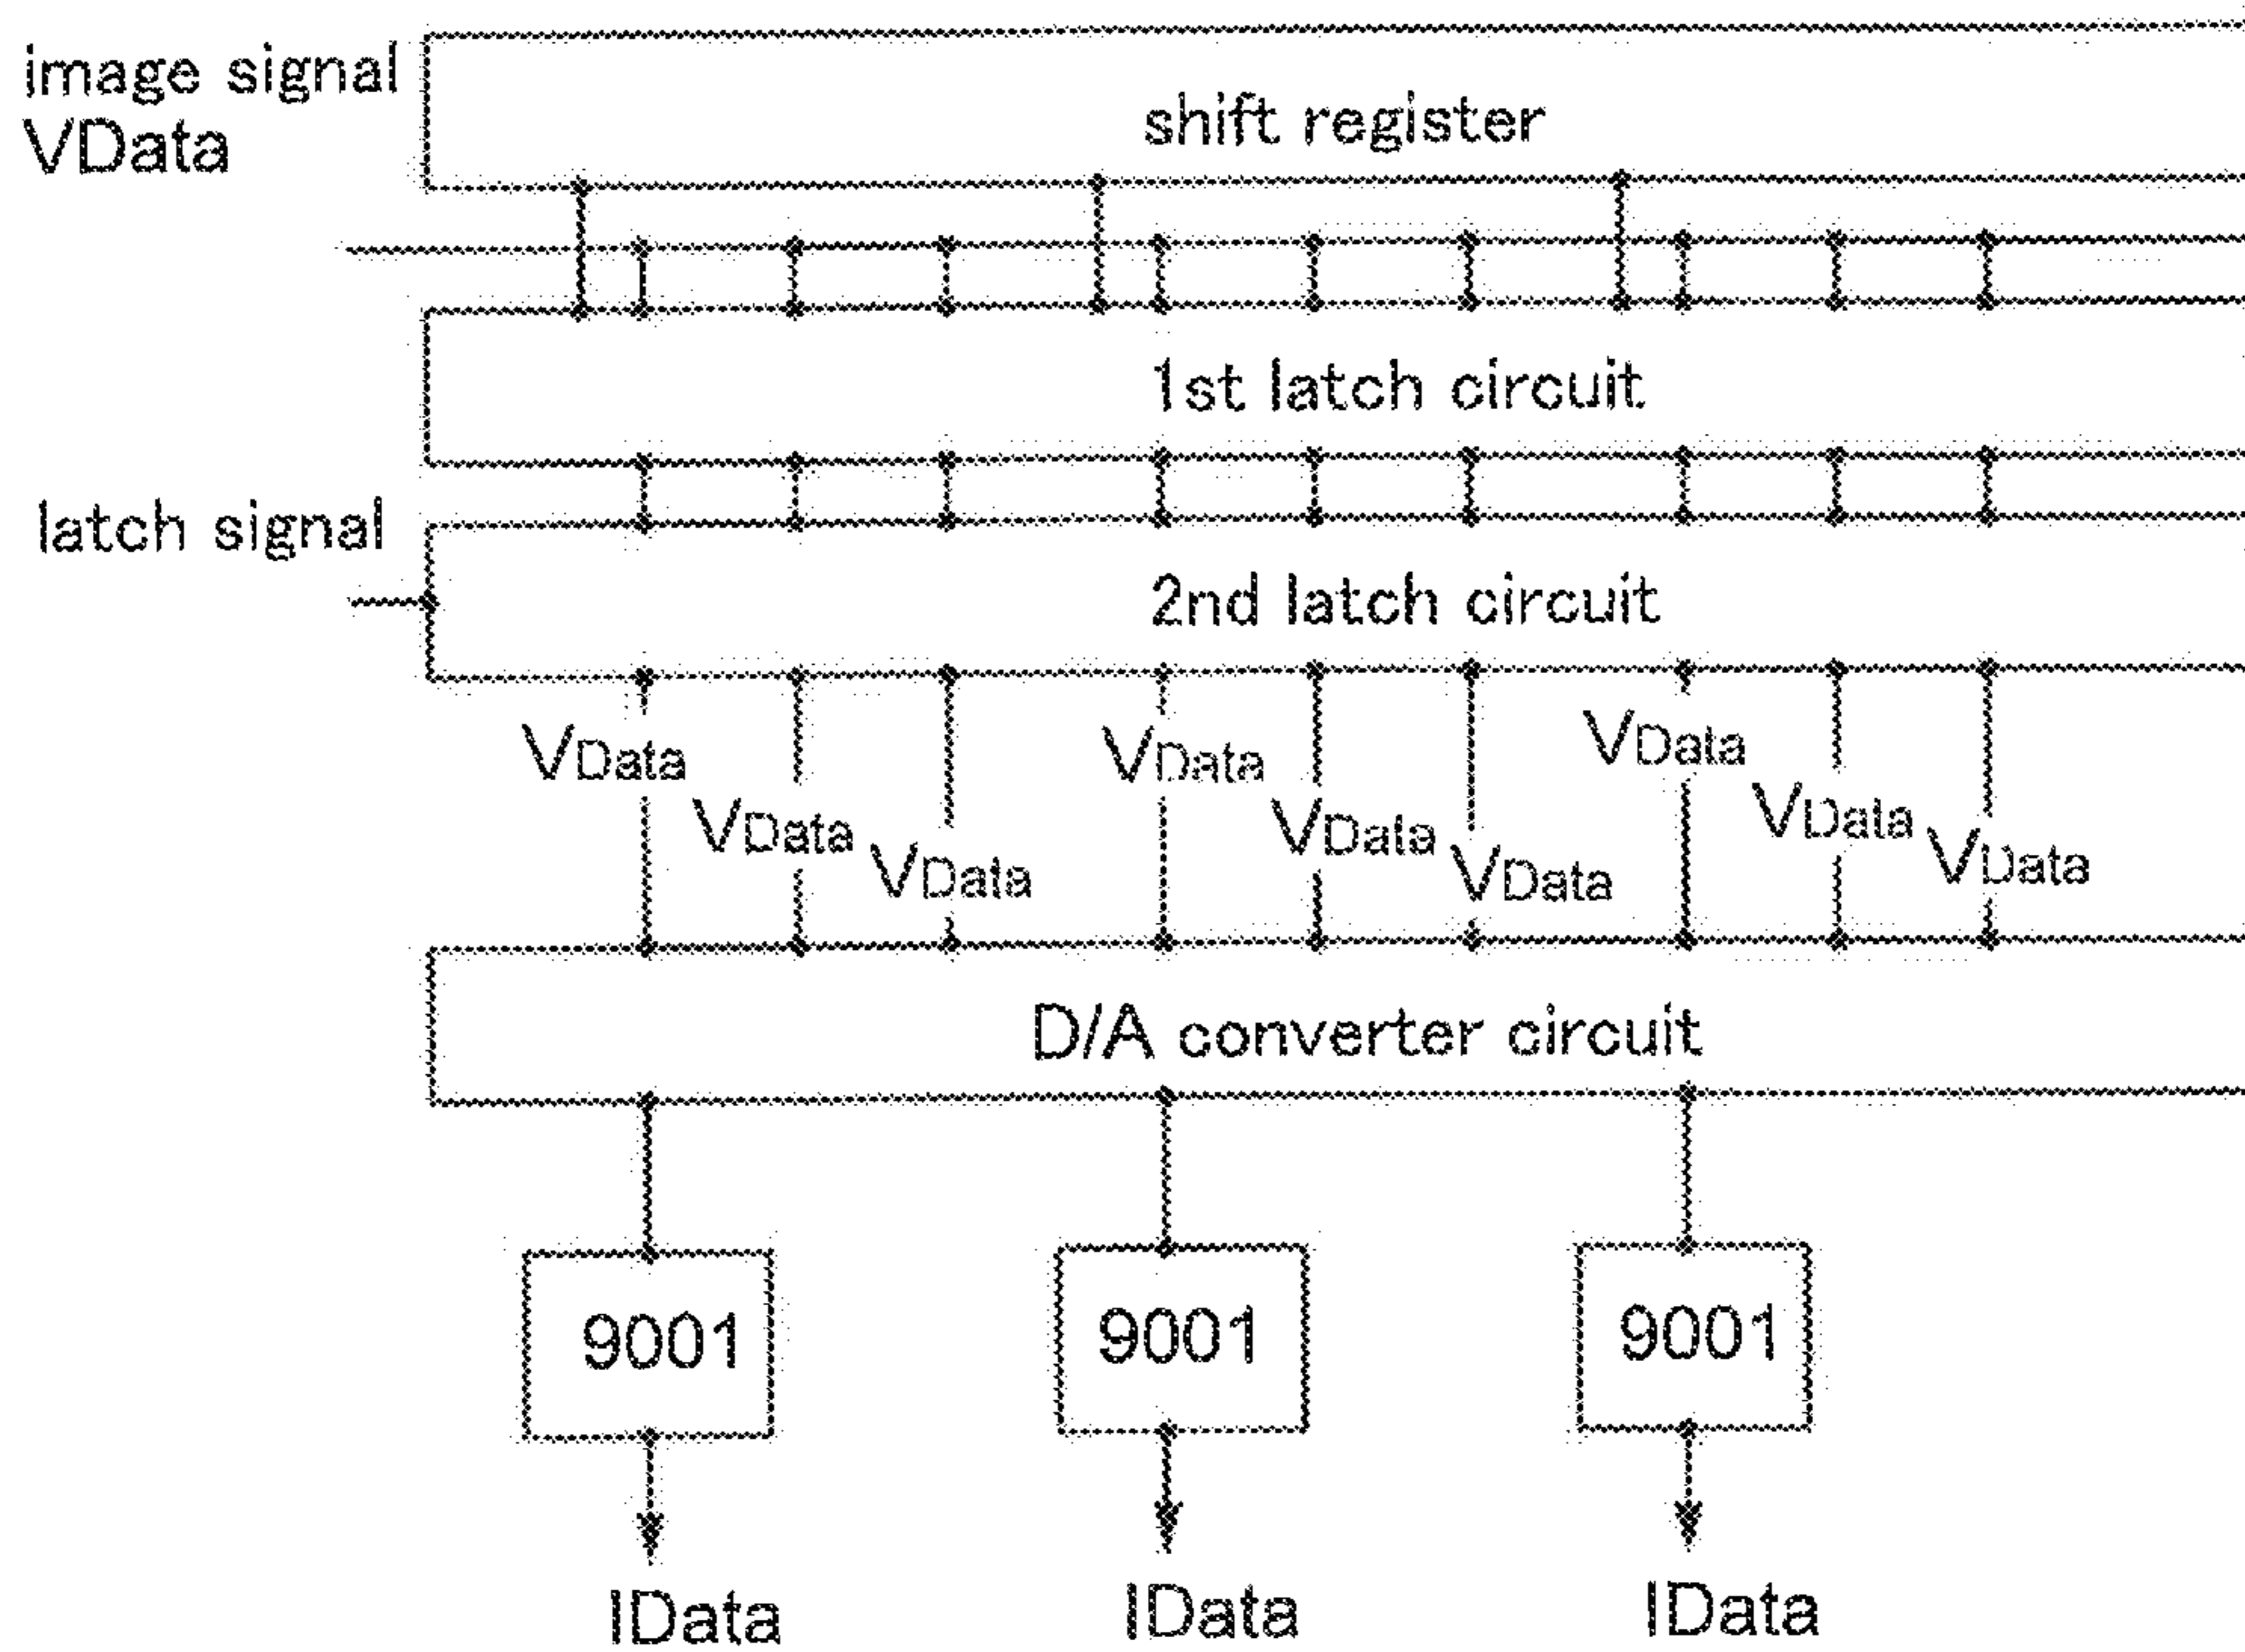 image signal
VData
shift register
1st latch circuit
latch signal
2nd latch circuit
VData VData VData
VData VData VData
VData VData VData
D/A converter circuit
9001 9001 9001
IData IData IData